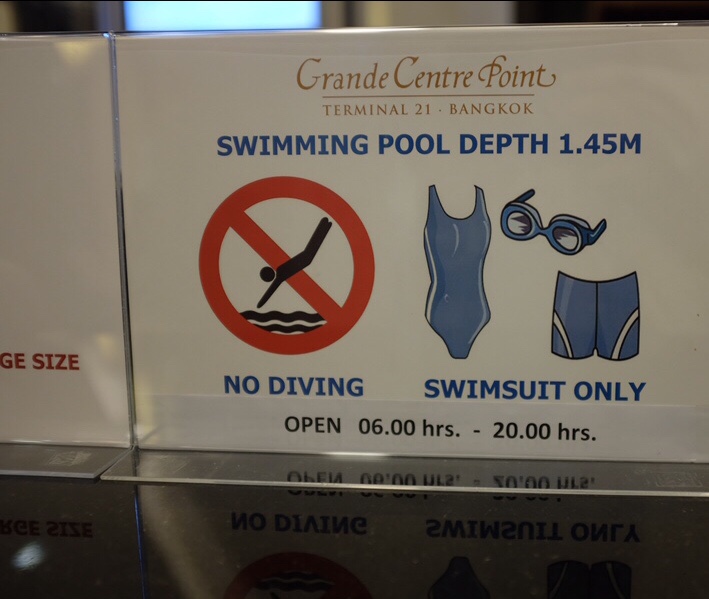 Grande Centre Point
TERMINAL 21 · BANGKOK
SWIMMING POOL DEPTH 1.45M
NO DIVING
SWIMSUIT ONLY
OPEN 06.00 hrs. - 20.00 hrs.
GE SIZE